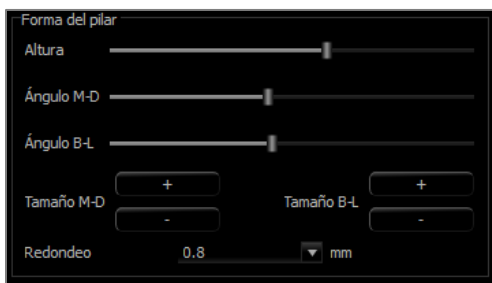 Forma del pilar
Altura
Ángulo M-D
Ángulo B-L
Tamaño M-D + - Tamaño B-L + -
Redondeo 0.8 mm